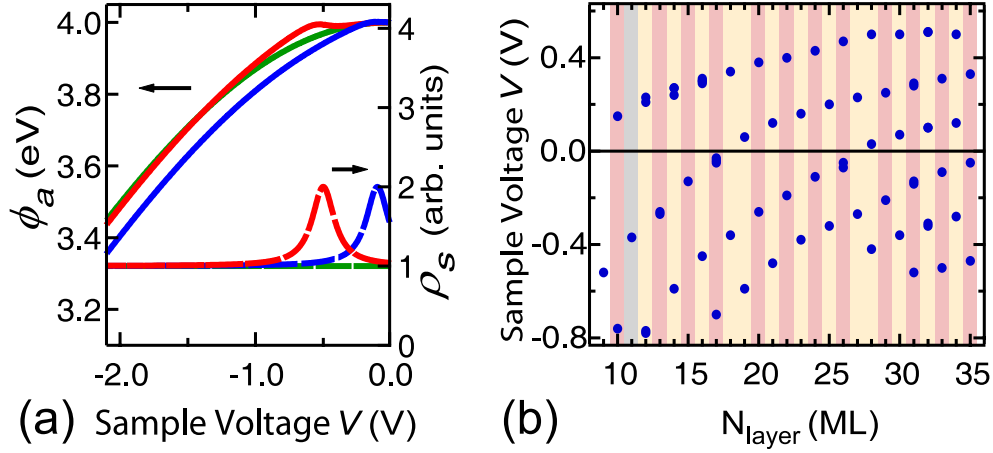 4.0
3.8
3.6
3.4
3.2
ϕa (eV)
4
3
2
1
0
ρs (arb. units)
-2.0 -1.0 0.0
(a) Sample Voltage V (V)
0.4
0.0
-0.4
-0.8
Sample Voltage V (V)
10 15 20 25 30 35
(b) Nlayer (ML)